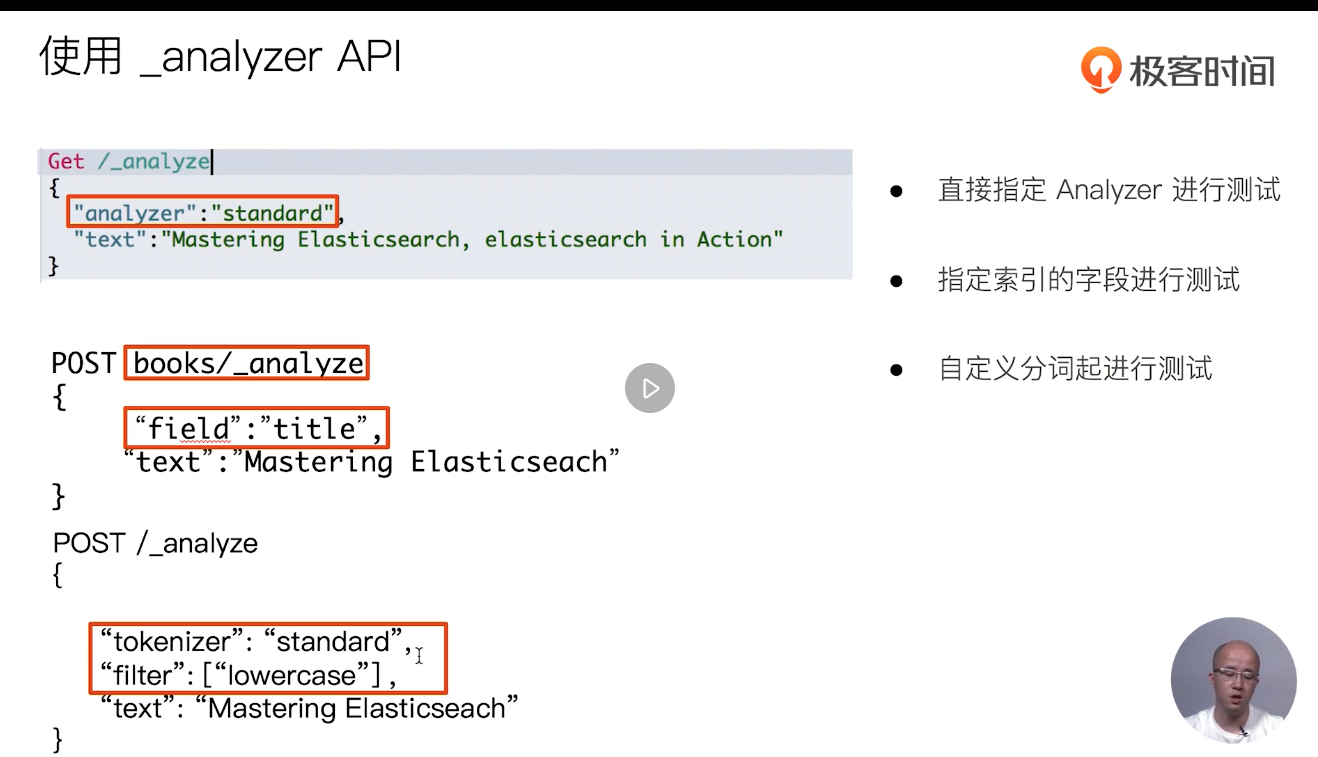 使用 _analyzer API
极客时间
Get /_analyze
{
"analyzer":"standard",
"text":"Mastering Elasticsearch, elasticsearch in Action"
}
POST books/_analyze
{
“field”:”title”,
“text”:”Mastering Elasticseach”
}
POST /_analyze
{
“tokenizer”: “standard”,
“filter”: [“lowercase”] ,
“text”: “Mastering Elasticseach”
}
● 直接指定 Analyzer 进行测试
● 指定索引的字段进行测试
● 自定义分词起进行测试